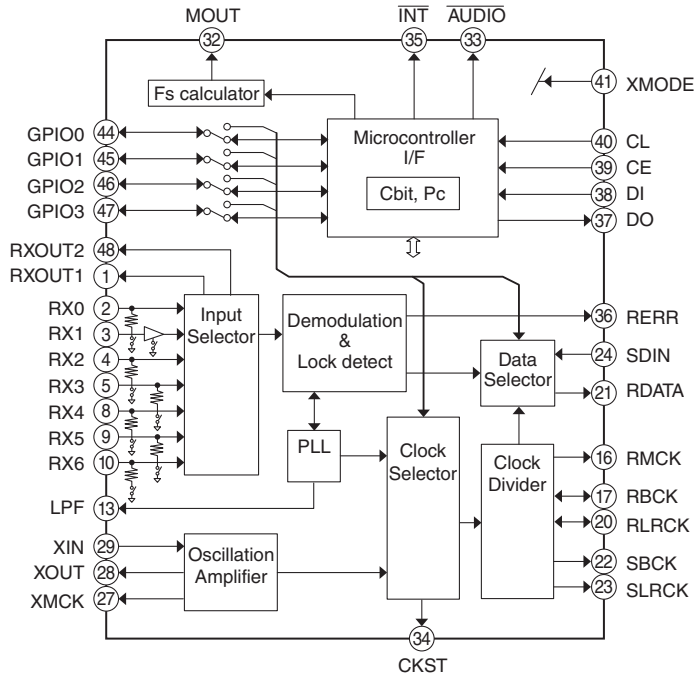 MOUT
INT
AUDIO
32
35
33
41
XMODE
Fs calculator
GPIO0
44
GPIO1
45
GPIO2
46
GPIO3
47
Microcontroller
I/F
Cbit, Pc
40
CL
39
CE
38
DI
37
DO
RXOUT2
48
RXOUT1
1
RX0
2
RX1
3
RX2
4
RX3
5
RX4
8
RX5
9
RX6
10
Input
Selector
Demodulation
&
Lock detect
Data
Selector
36
RERR
24
SDIN
21
RDATA
PLL
Clock
Selector
Clock
Divider
16
RMCK
17
RBCK
20
RLRCK
22
SBCK
23
SLRCK
LPF
13
XIN
29
XOUT
28
XMCK
27
Oscillation
Amplifier
34
CKST